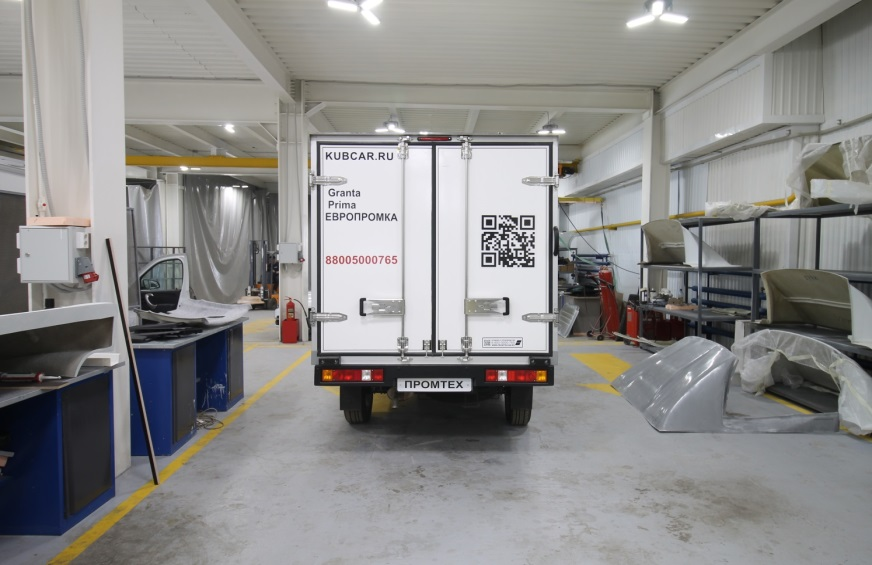 KUBCAR.RU
Granta
Prima
ЕВРОПРОМКА
88005000765
ПРОМТЕХ